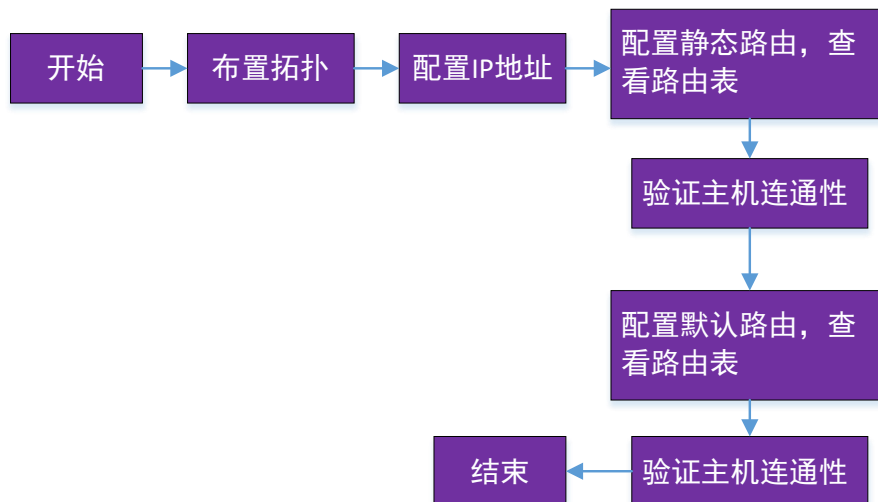 开始
布置拓扑
配置IP地址
配置静态路由，查
看路由表
验证主机连通性
配置默认路由，查
看路由表
验证主机连通性
结束